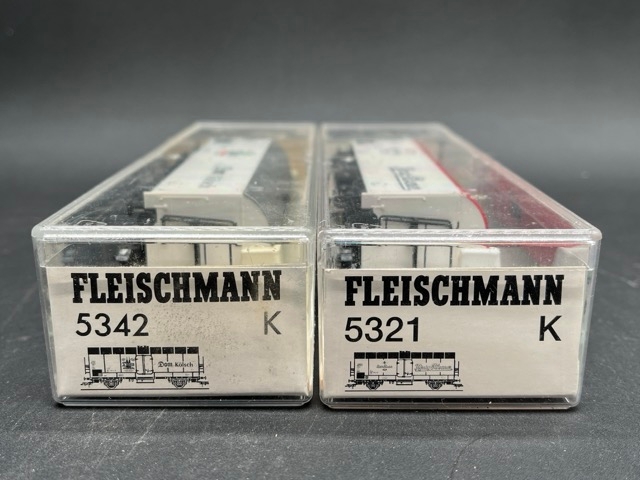 FLEISCHMANN
5342 K
Dom Kölsch
FLEISCHMANN
5321 K